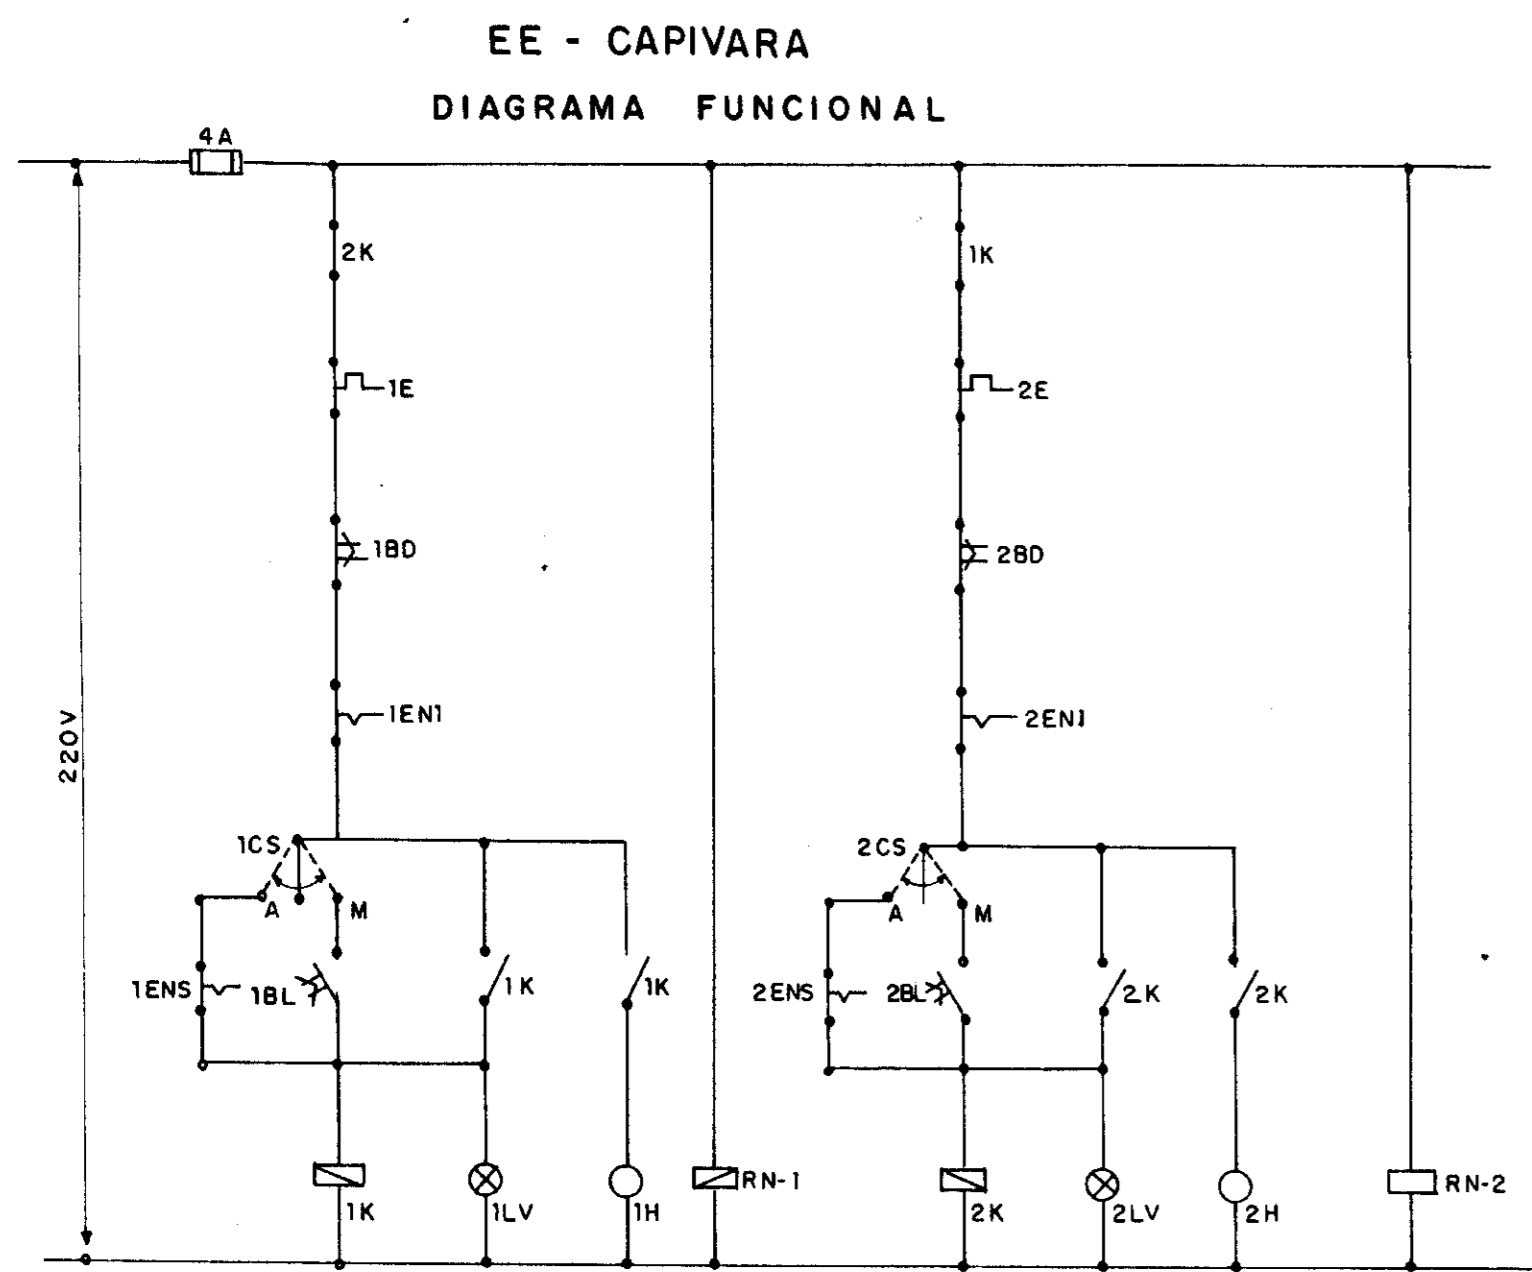 EE - CAPIVARA
DIAGRAMA FUNCIONAL
4A
2K
1K
1E
2E
1BD
2BD
1EN1
2EN1
220V
1CS
2CS
A
M
A
M
1ENS
1BL
1K
1K
2ENS
2BL
2K
2K
1K
1LV
1H
RN-1
2K
2LV
2H
RN-2